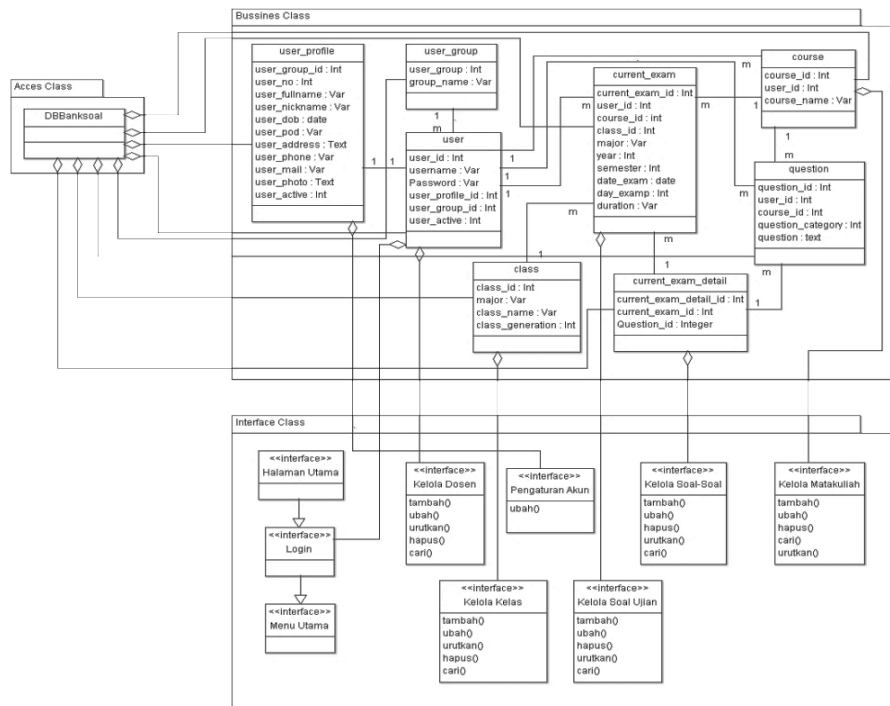 Bussines Class
Acces Class
DBBanksoal
user_profile
user_group_id : Int
user_no : Int
user_fullname : Var
user_nickname : Var
user_dob : date
user_pod : Var
user_address : Text
user_phone : Var
user_mail : Var
user_photo : Text
user_active : Int
user_group
user_group : Int
group_name : Var
1
m
user
user_id : Int
username : Var
Password : Var
user_profile_id : Int
user_group_id : Int
user_active : Int
1
1
1
1
1
current_exam
current_exam_id : Int
user_id : Int
course_id : int
class_id : Int
major : Var
year : Int
semester : Int
date_exam : date
day_examp : Int
duration : Var
m
m
m
m
m
1
course
course_id : Int
user_id : Int
course_name : Var
1
m
question
question_id : Int
user_id : Int
course_id : Int
question_category : Int
question : text
m
m
class
class_id : Int
major : Var
class_name : Var
class_generation : Int
1
1
current_exam_detail
current_exam_detail_id : Int
current_exam_id : Int
Question_id : Integer
1
m
Interface Class
<<interface>>
Halaman Utama
<<interface>>
Login
<<interface>>
Menu Utama
<<interface>>
Kelola Dosen
tambah()
ubah()
urutkan()
hapus()
cari()
<<interface>>
Pengaturan Akun
ubah()
<<interface>>
Kelola Soal-Soal
tambah()
ubah()
hapus()
urutkan()
cari()
<<interface>>
Kelola Matakuliah
tambah()
ubah()
hapus()
cari()
urutkan()
<<interface>>
Kelola Kelas
tambah()
ubah()
urutkan()
hapus()
cari()
<<interface>>
Kelola Soal Ujian
tambah()
ubah()
hapus()
urutkan()
cari()